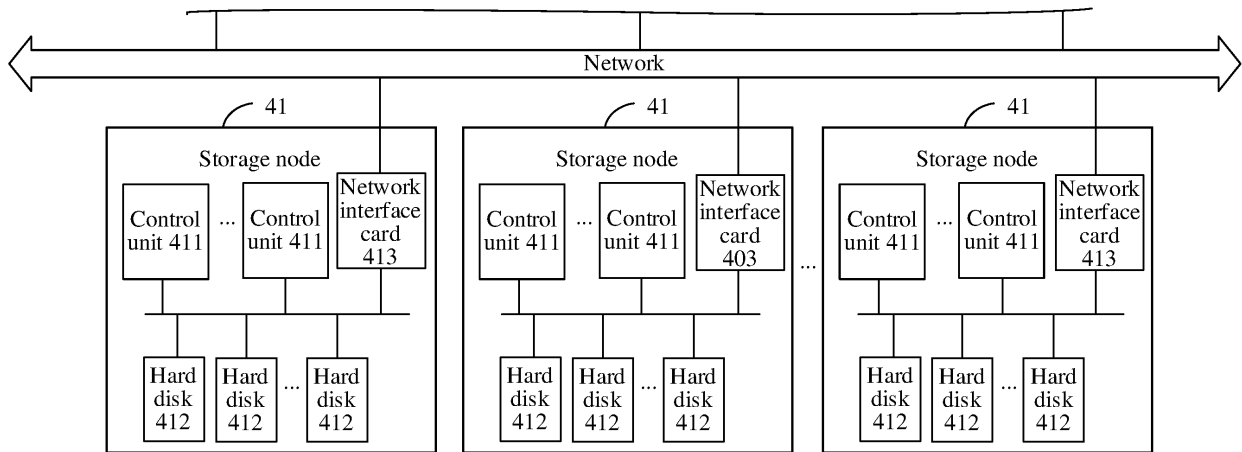 Network
41
41
41
Storage node
Storage node
Storage node
Control
unit 411
...
Control
unit 411
Network
interface
card
413
Control
unit 411
...
Control
unit 411
Network
interface
card
403
...
Control
unit 411
...
Control
unit 411
Network
interface
card
413
Hard
disk
412
Hard
disk
412
...
Hard
disk
412
Hard
disk
412
Hard
disk
412
...
Hard
disk
412
Hard
disk
412
Hard
disk
412
...
Hard
disk
412